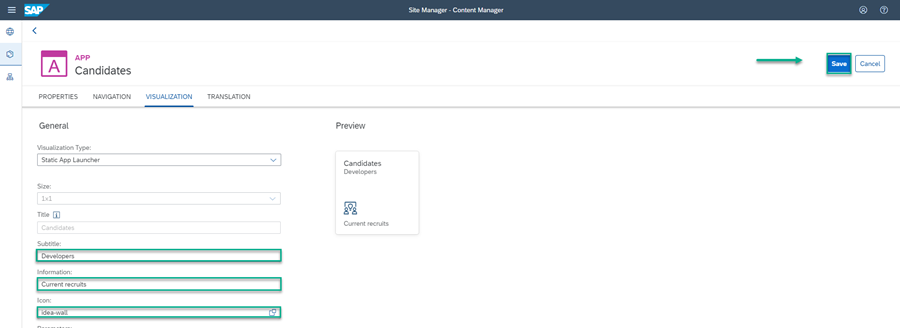 SAP
Site Manager - Content Manager
A
APP
Candidates
Save
Cancel
PROPERTIES
NAVIGATION
VISUALIZATION
TRANSLATION
General
Preview
Visualization Type:
Static App Launcher
Size:
1x1
Title
Candidates
Subtitle:
Developers
Information:
Current recruits
Icon:
idea-wall
Candidates
Developers
Current recruits